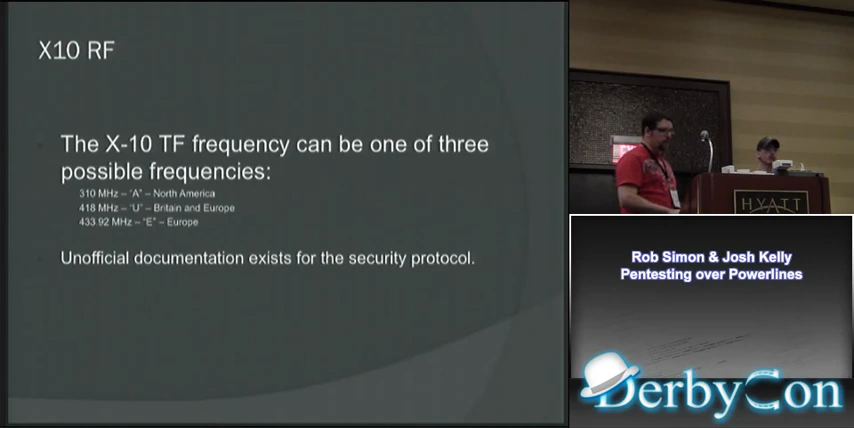 X10 RF
The X-10 TF frequency can be one of three
possible frequencies:
310 MHz – "A" – North America
418 MHz – "U" – Britain and Europe
433.92 MHz – "E" – Europe
Unofficial documentation exists for the security protocol.
HYATT
Rob Simon & Josh Kelly
Pentesting over Powerlines
DerbyCon